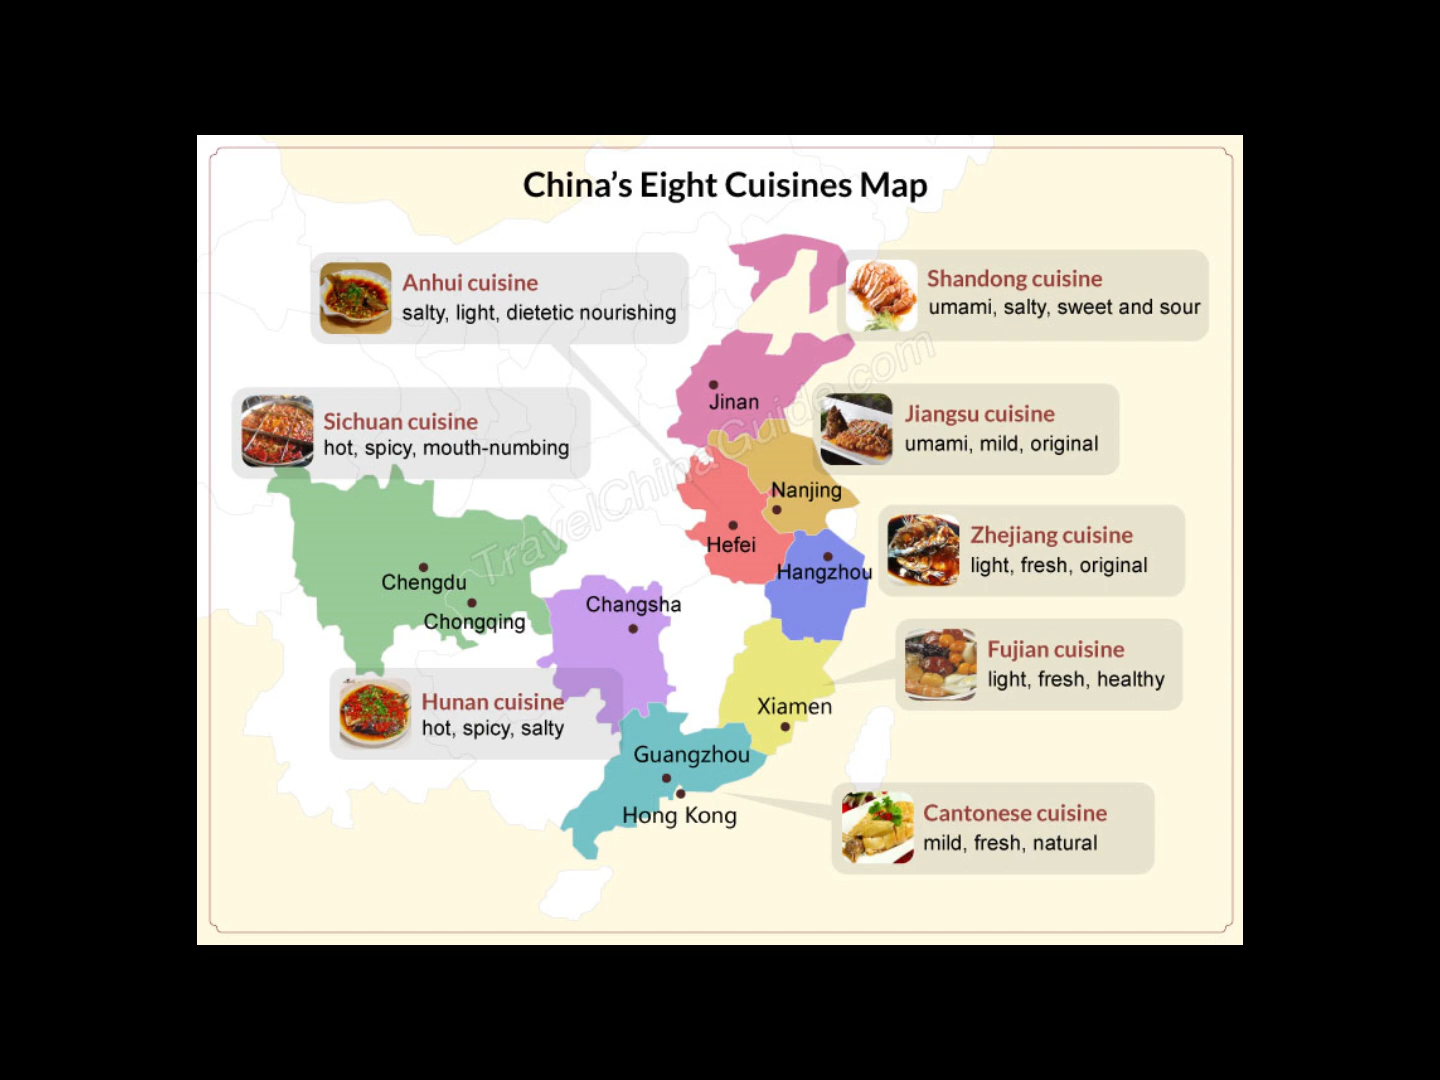 China's Eight Cuisines Map
Anhui cuisine
salty, light, dietetic nourishing
Shandong cuisine
umami, salty, sweet and sour
Sichuan cuisine
hot, spicy, mouth-numbing
Jinan
Jiangsu cuisine
umami, mild, original
TravelChinaGuide.com
Nanjing
Hefei
Hangzhou
Zhejiang cuisine
light, fresh, original
Chengdu
Chongqing
Changsha
Fujian cuisine
light, fresh, healthy
Hunan cuisine
hot, spicy, salty
Xiamen
Guangzhou
Hong Kong
Cantonese cuisine
mild, fresh, natural